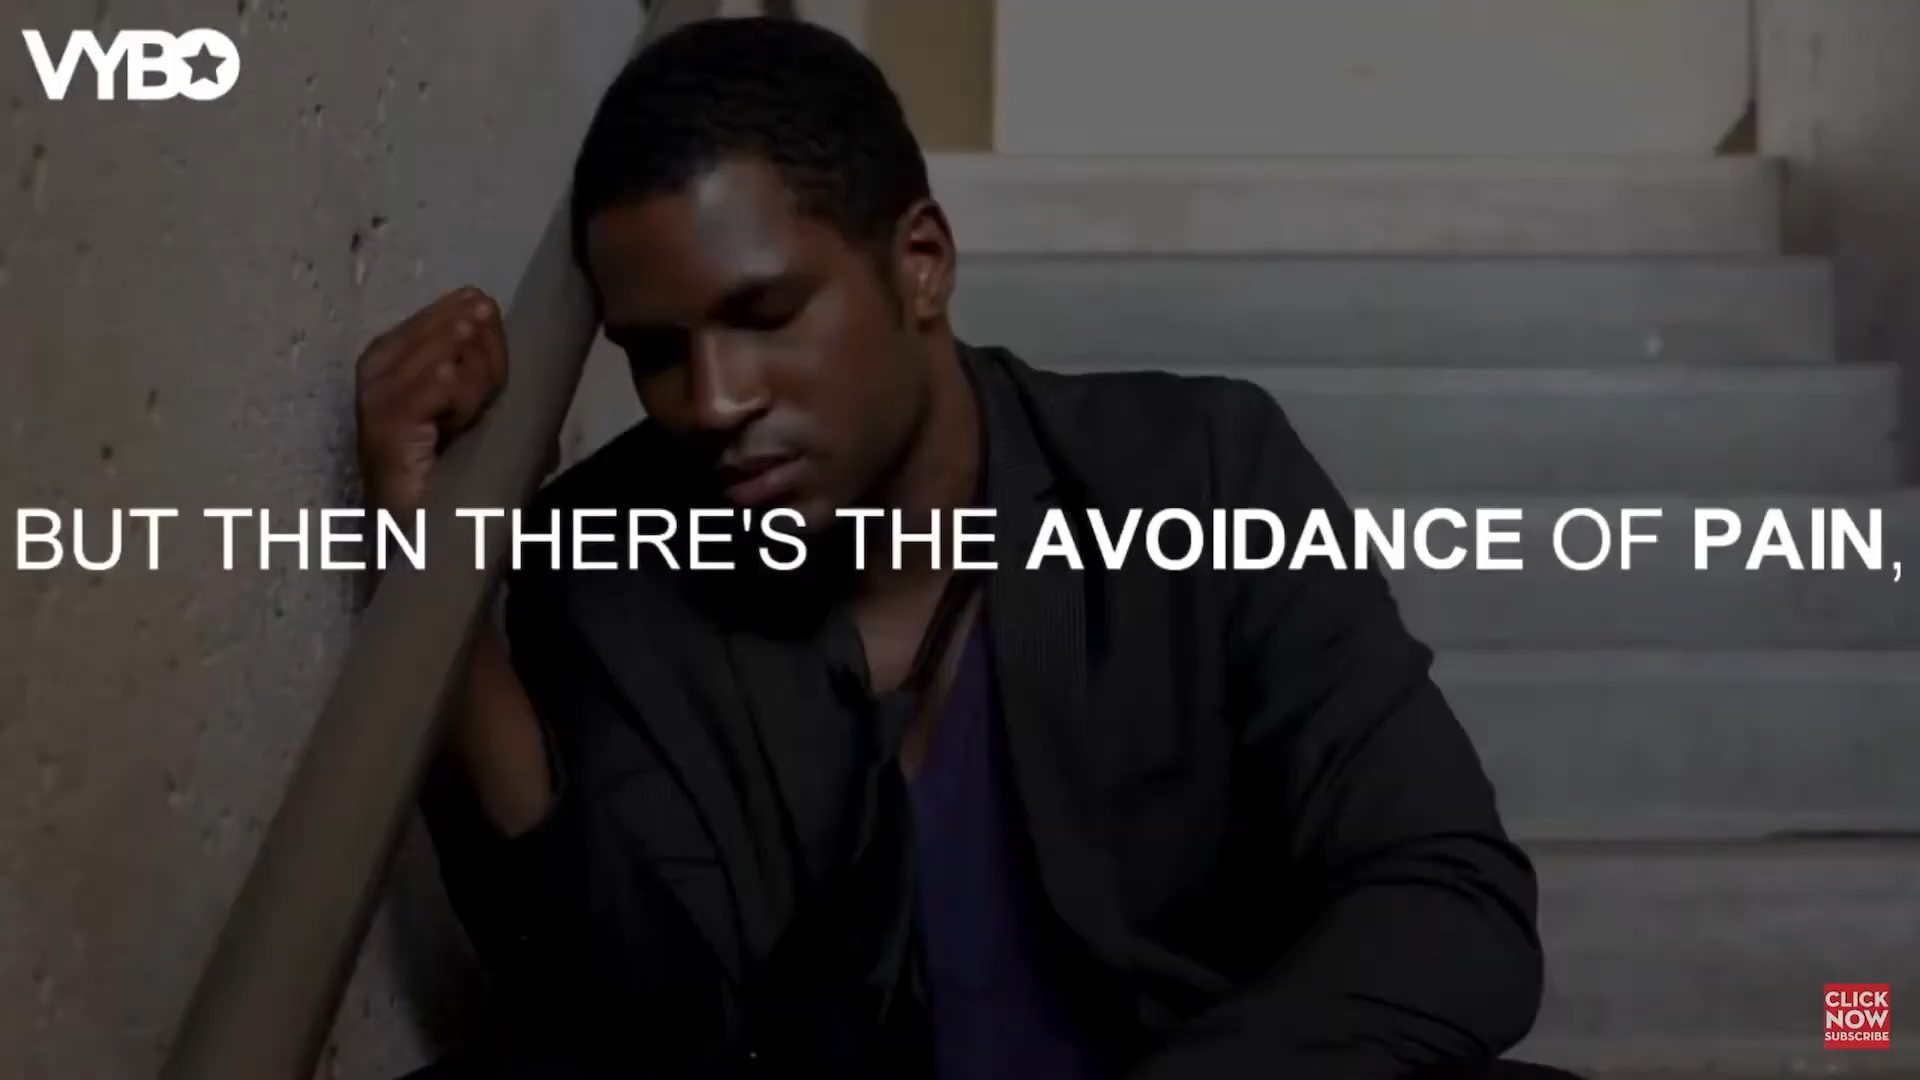 VYBO
BUT THEN THERE'S THE AVOIDANCE OF PAIN,
CLICK
NOW
SUBSCRIBE